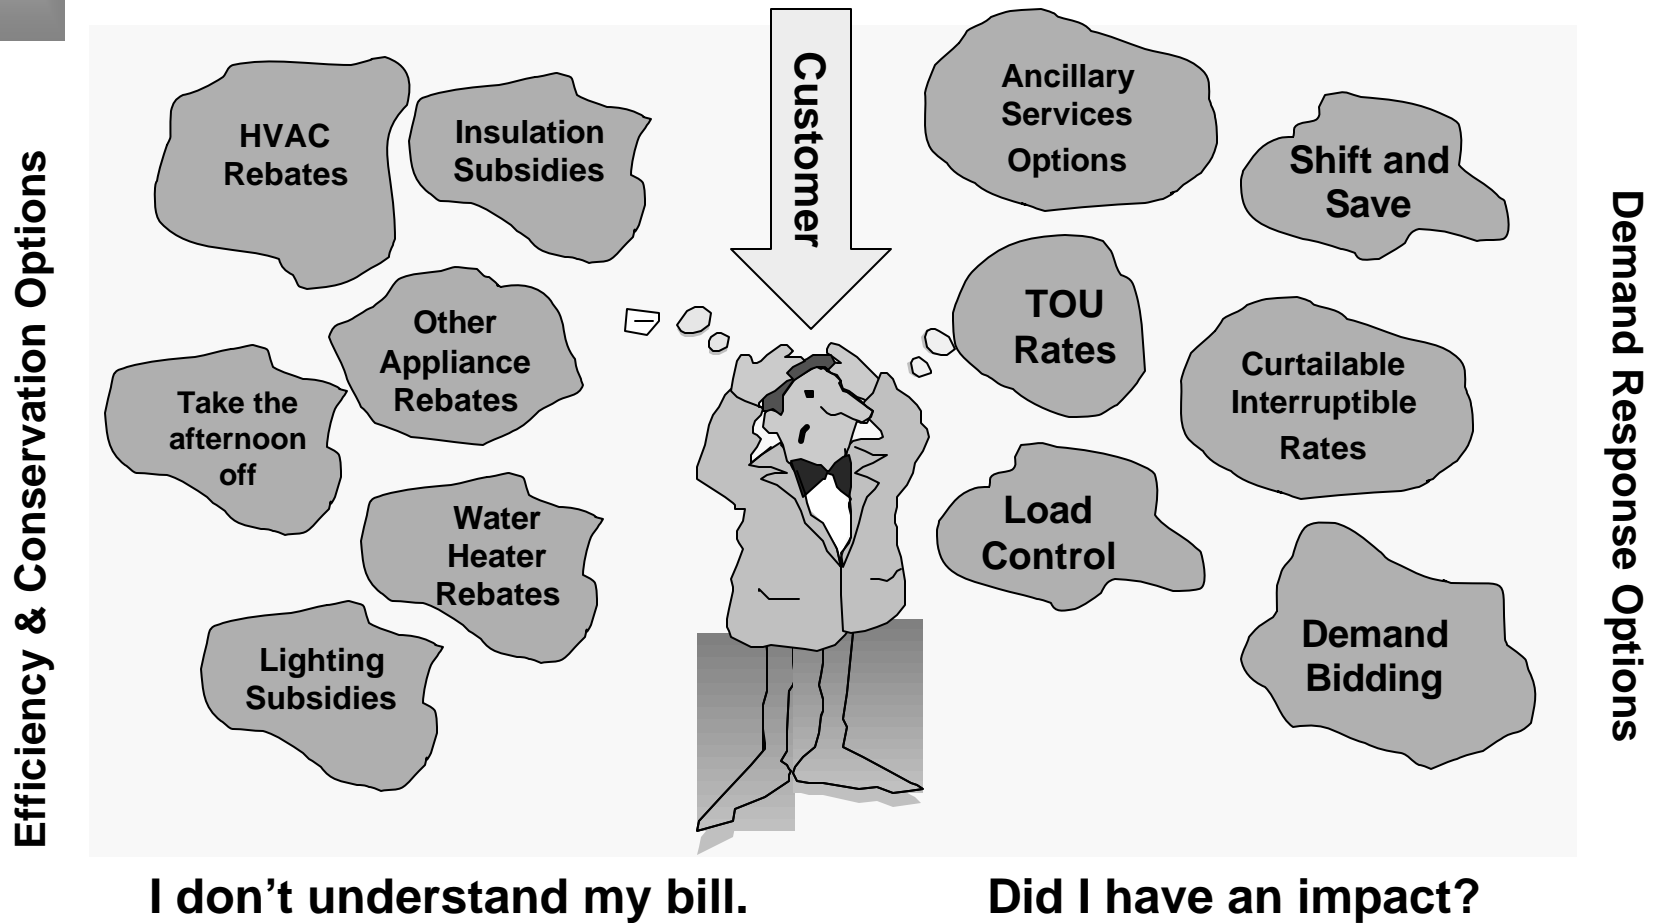 Efficiency & Conservation Options
HVAC
Rebates
Insulation
Subsidies
Other
Appliance
Rebates
Take the
afternoon
off
Water
Heater
Rebates
Lighting
Subsidies
Customer
Ancillary
Services
Options
Shift and
Save
TOU
Rates
Curtailable
Interruptible
Rates
Load
Control
Demand
Bidding
Demand Response Options
I don’t understand my bill.
Did I have an impact?